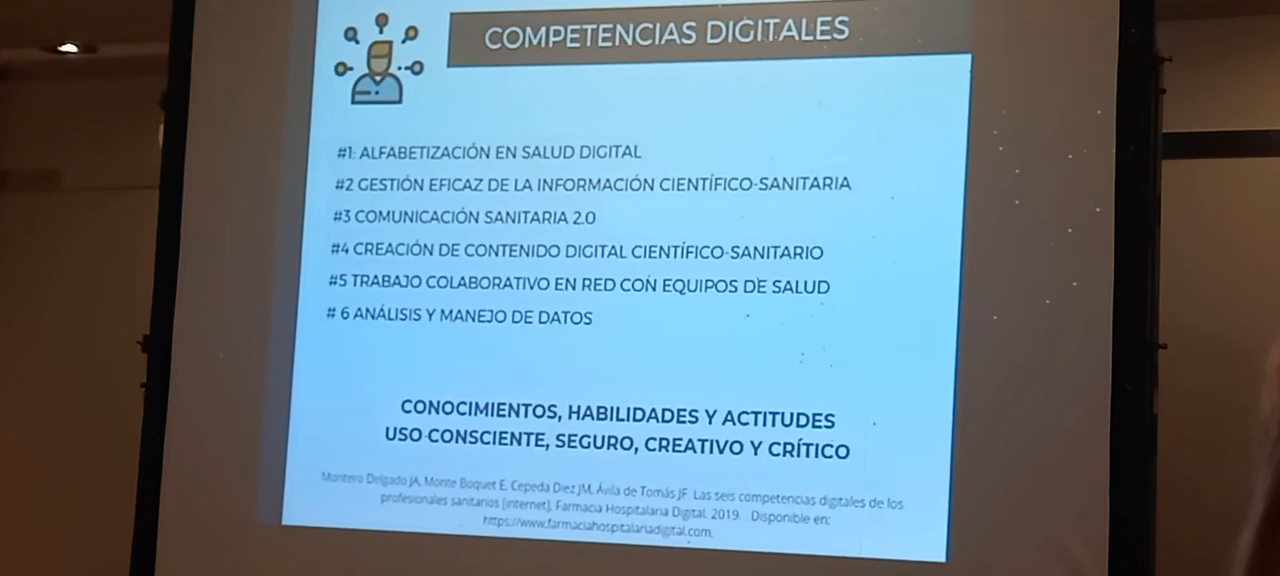 COMPETENCIAS DIGITALES
#1: ALFABETIZACIÓN EN SALUD DIGITAL
#2 GESTIÓN EFICAZ DE LA INFORMACIÓN CIENTÍFICO-SANITARIA
#3 COMUNICACIÓN SANITARIA 2.0
#4 CREACIÓN DE CONTENIDO DIGITAL CIENTÍFICO-SANITARIO
#5 TRABAJO COLABORATIVO EN RED CON EQUIPOS DE SALUD
# 6 ANÁLISIS Y MANEJO DE DATOS
CONOCIMIENTOS, HABILIDADES Y ACTITUDES
USO CONSCIENTE, SEGURO, CREATIVO Y CRÍTICO
Montero Delgado JA, Monte Boquet E, Cepeda Diez JM, Ávila de Tomás JF. Las seis competencias digitales de los
profesionales sanitarios [internet]. Farmacia Hospitalaria Digital. 2019. . Disponible en:
https://www.farmaciahospitalariadigital.com.